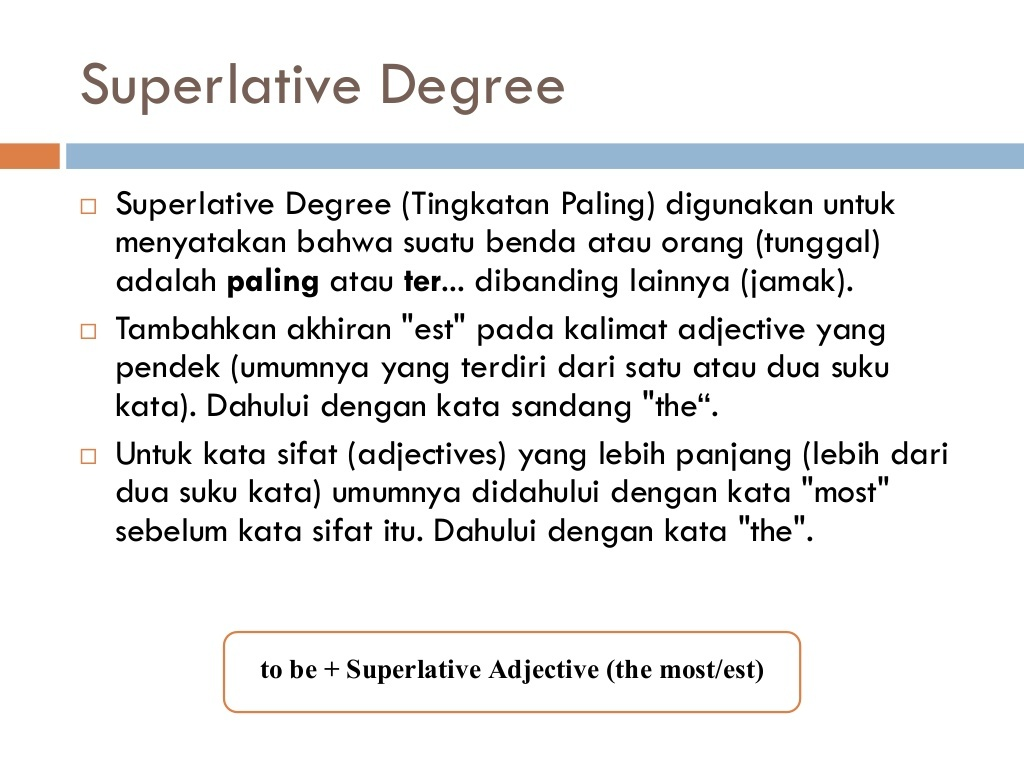 Superlative Degree
Superlative Degree (Tingkatan Paling) digunakan untuk
menyatakan bahwa suatu benda atau orang (tunggal)
adalah paling atau ter... dibanding lainnya (jamak).
Tambahkan akhiran "est" pada kalimat adjective yang
pendek (umumnya yang terdiri dari satu atau dua suku
kata). Dahului dengan kata sandang "the“.
Untuk kata sifat (adjectives) yang lebih panjang (lebih dari
dua suku kata) umumnya didahului dengan kata "most"
sebelum kata sifat itu. Dahului dengan kata "the".
to be + Superlative Adjective (the most/est)